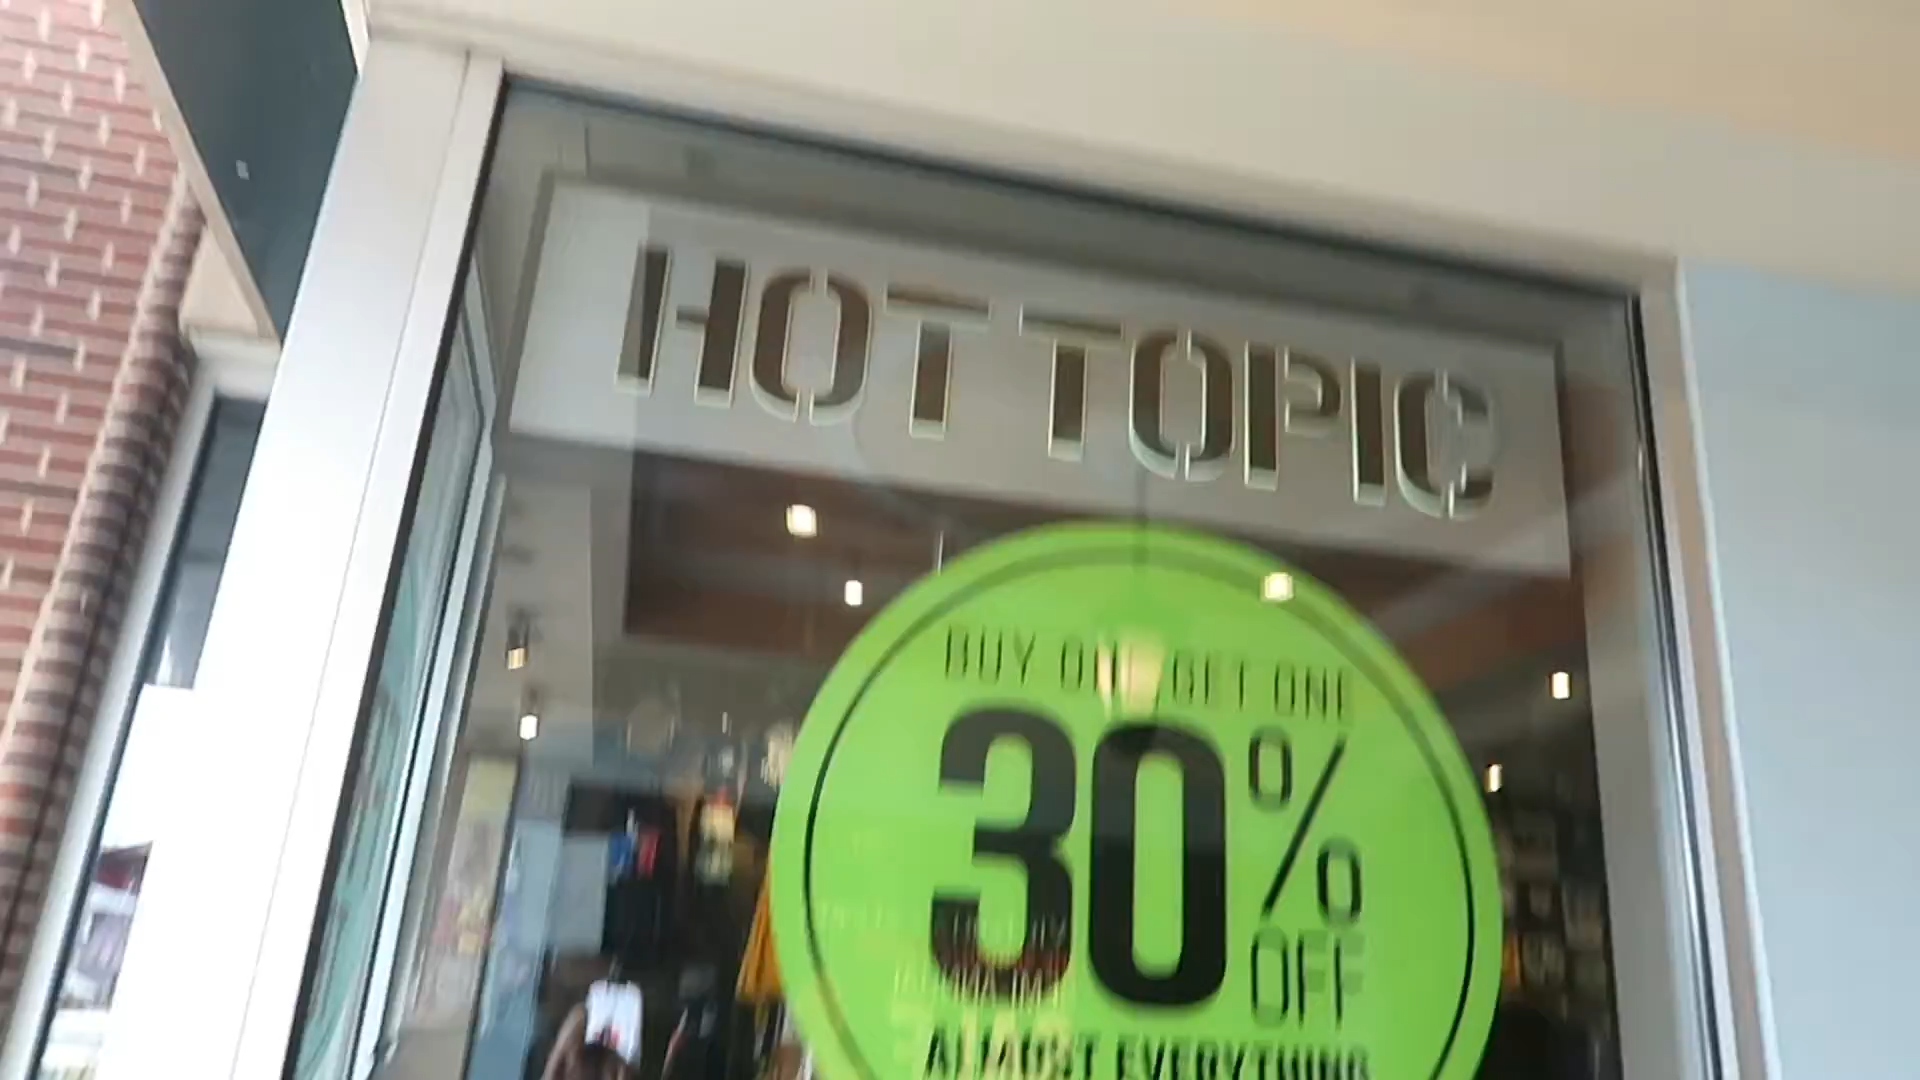 HOT TOPIC
BUY ONE GET ONE
30%
OFF
ALMOST EVERYTHING